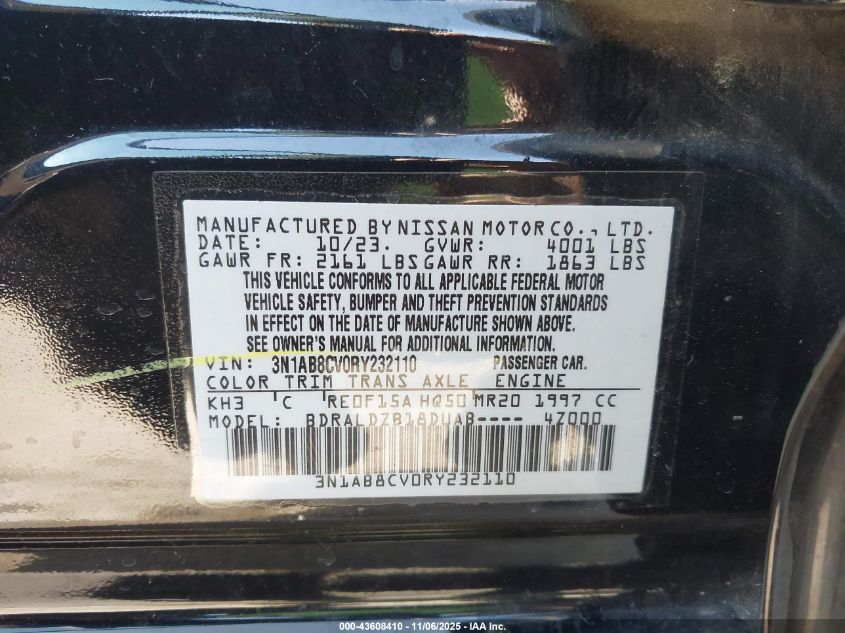 MANUFACTURED BY NISSAN MOTOR CO., LTD.
DATE: 10/23. GVWR: 4001 LBS
GAWR FR: 2161 LBS GAWR RR: 1863 LBS
THIS VEHICLE CONFORMS TO ALL APPLICABLE FEDERAL MOTOR
VEHICLE SAFETY, BUMPER AND THEFT PREVENTION STANDARDS
IN EFFECT ON THE DATE OF MANUFACTURE SHOWN ABOVE.
SEE OWNER'S MANUAL FOR ADDITIONAL INFORMATION.
VIN: 3N1AB8CV0RY232110 PASSENGER CAR.
COLOR TRIM TRANS AXLE ENGINE
KH3 C RE0F15A HQ50 MR20 1997 CC
MODEL: BDRALDZB18DUAB---- 4Z000
3N1AB8CV0RY232110
000-43608410 - 11/06/2025 - IAA Inc.